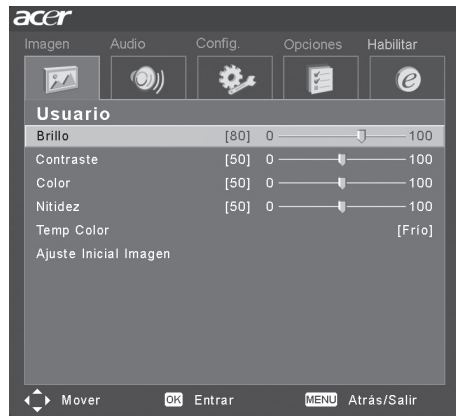 acer
Imagen Audio Config. Opciones Habilitar
e
Usuario
Brillo [80] 0 100
Contraste [50] 0 100
Color [50] 0 100
Nitidez [50] 0 100
Temp Color [Frío]
Ajuste Inicial Imagen
Mover OK Entrar MENU Atrás/Salir